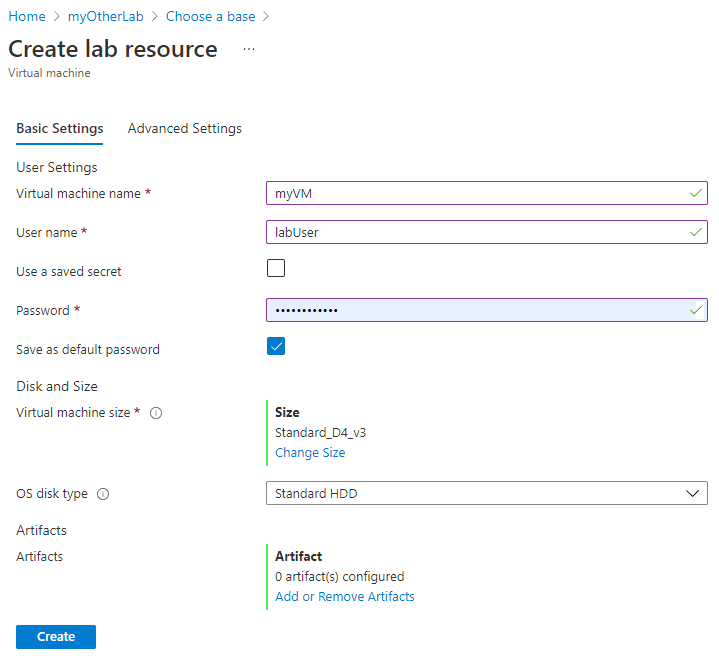 Home > myOtherLab > Choose a base >
Create lab resource ...
Virtual machine
Basic Settings Advanced Settings
User Settings
Virtual machine name * myVM
User name * labUser
Use a saved secret
Password * ••••••••••••
Save as default password
Disk and Size
Virtual machine size *
Size
Standard_D4_v3
Change Size
OS disk type Standard HDD
Artifacts
Artifacts
Artifact
0 artifact(s) configured
Add or Remove Artifacts
Create